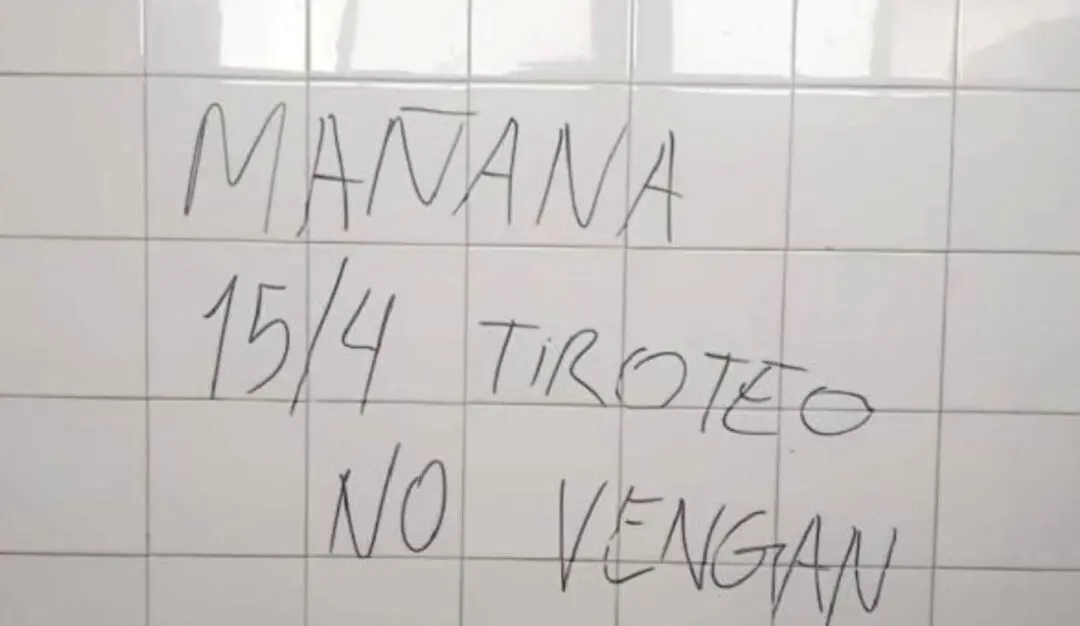 MAÑANA
15/4 TiROTEO
NO VENGAN